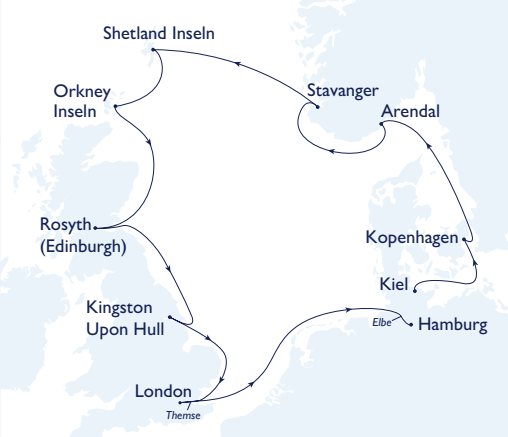 Shetland Inseln
Orkney
Inseln
Stavanger
Arendal
Rosyth
(Edinburgh)
Kopenhagen
Kiel
Kingston
Upon Hull
Elbe
Hamburg
London
Themse